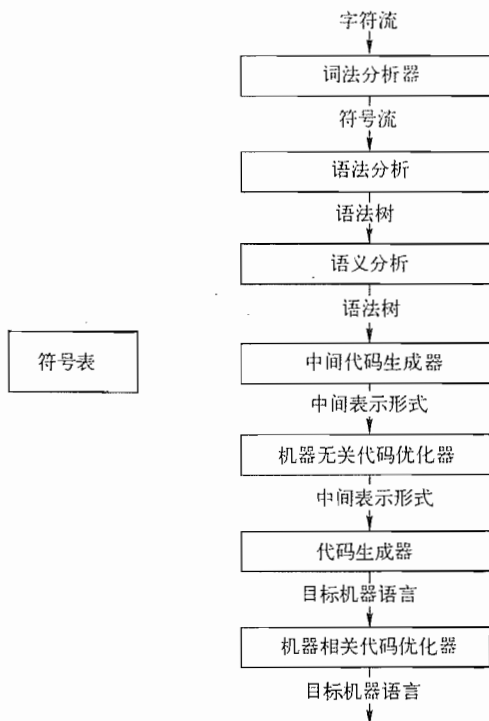 字符流
词法分析器
符号流
语法分析
语法树
语义分析
语法树
符号表
中间代码生成器
中间表示形式
机器无关代码优化器
中间表示形式
代码生成器
目标机器语言
机器相关代码优化器
目标机器语言